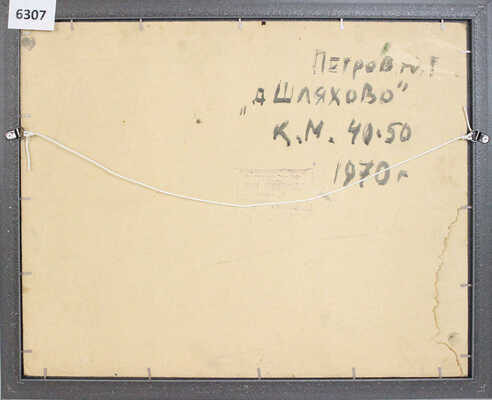 6307
Петров
„Д Шляхово"
К.М. 40·50
1970 г